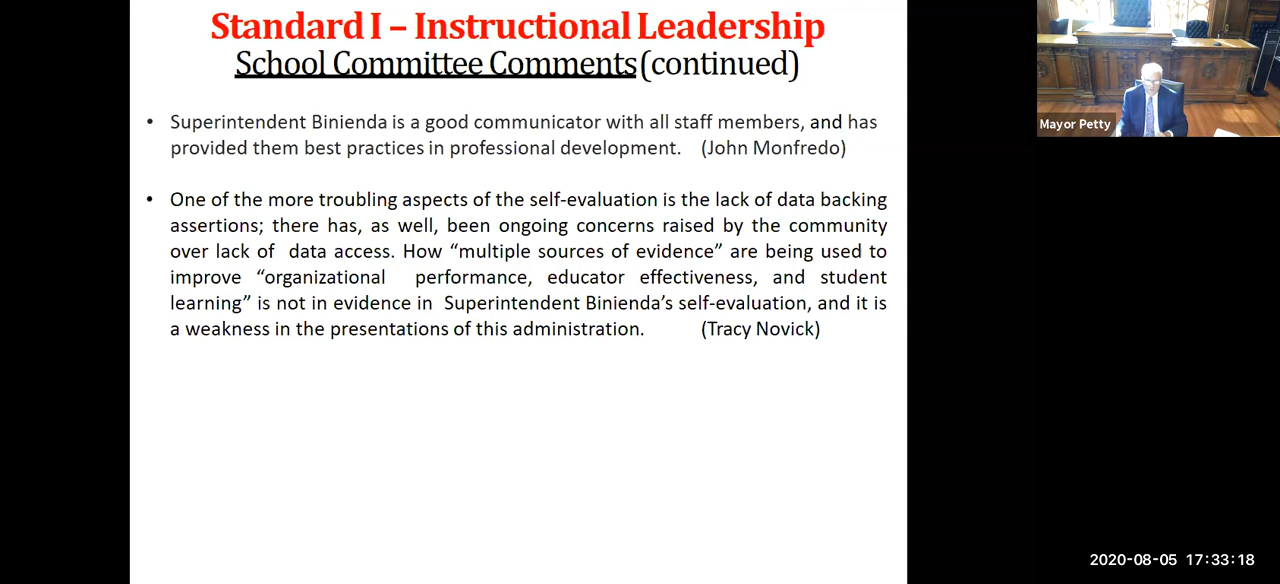 Standard I – Instructional Leadership
School Committee Comments (continued)
• Superintendent Binienda is a good communicator with all staff members, and has
provided them best practices in professional development. (John Monfredo)
• One of the more troubling aspects of the self-evaluation is the lack of data backing
assertions; there has, as well, been ongoing concerns raised by the community
over lack of data access. How “multiple sources of evidence” are being used to
improve “organizational performance, educator effectiveness, and student
learning” is not in evidence in Superintendent Binienda’s self-evaluation, and it is
a weakness in the presentations of this administration. (Tracy Novick)
Mayor Petty
2020-08-05 17:33:18